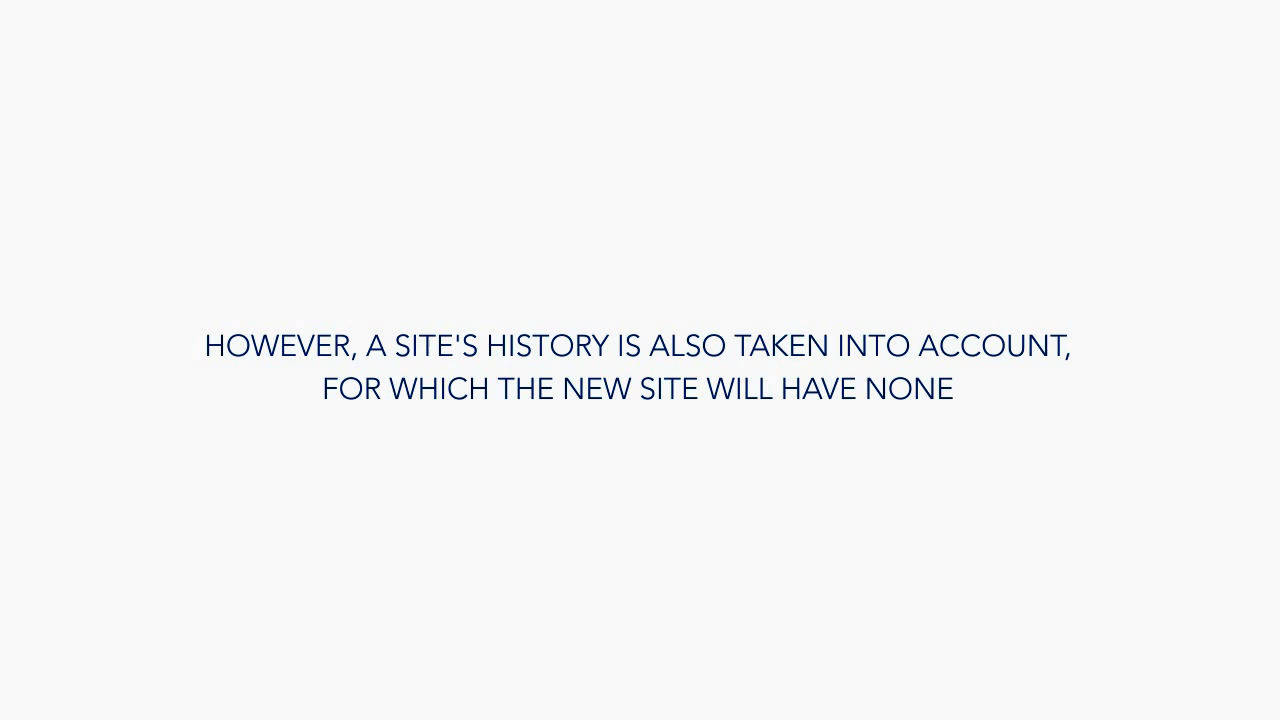 HOWEVER, A SITE'S HISTORY IS ALSO TAKEN INTO ACCOUNT,
FOR WHICH THE NEW SITE WILL HAVE NONE